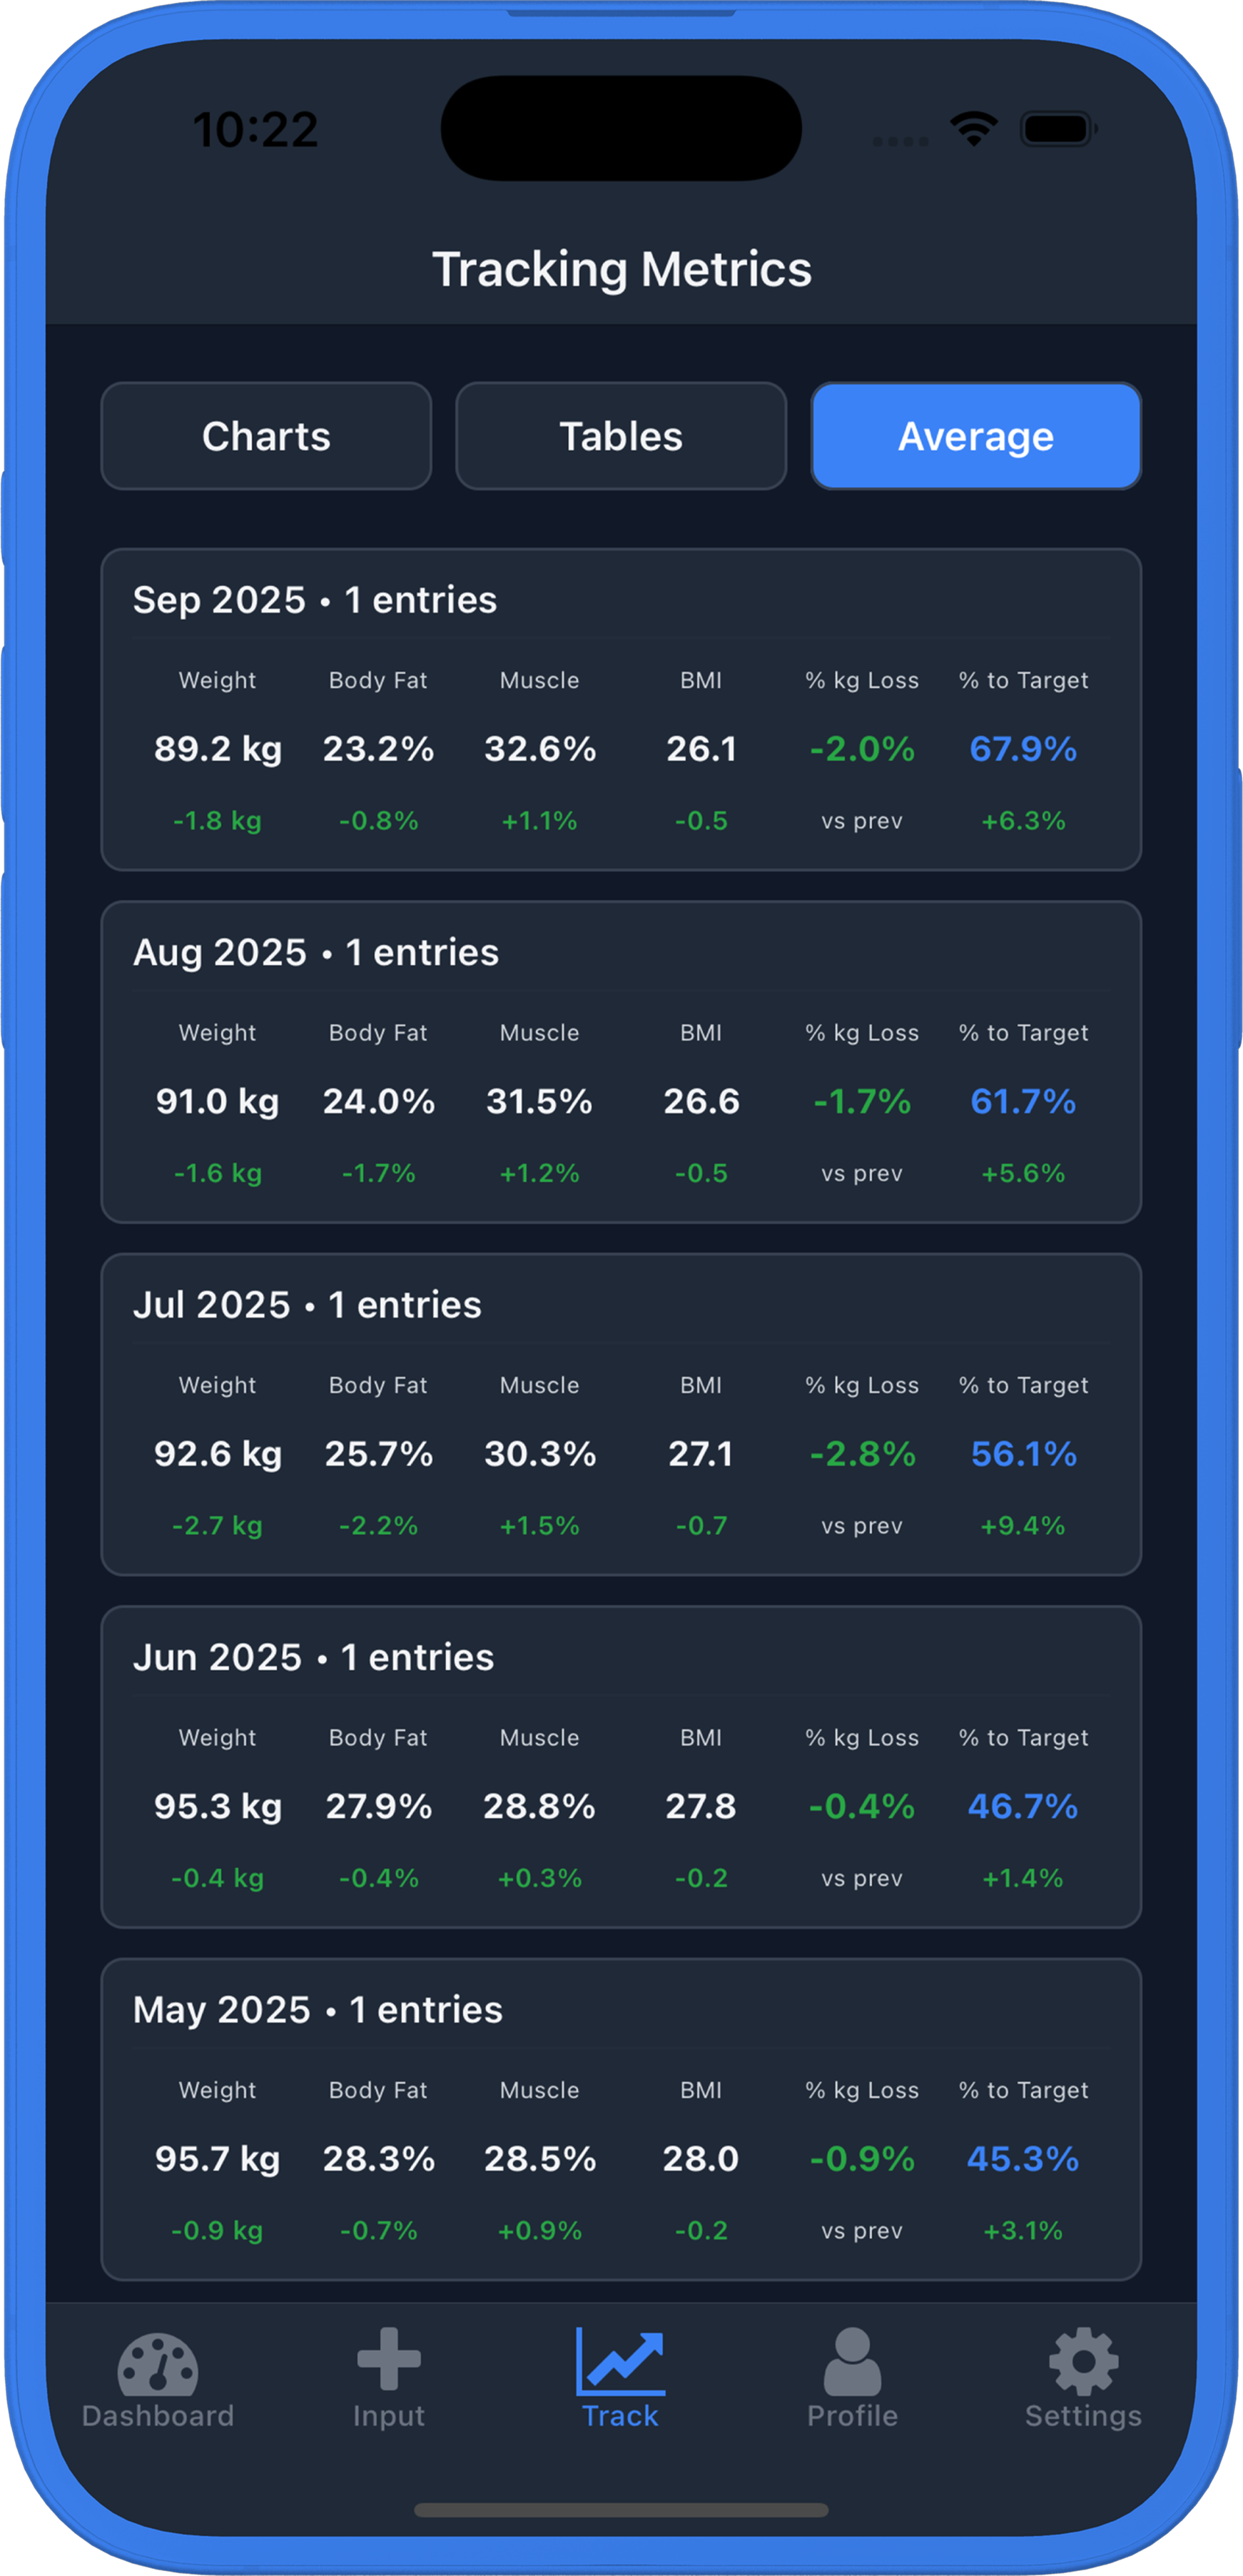 10:22
Tracking Metrics
Charts Tables Average
Sep 2025 • 1 entries
Weight Body Fat Muscle BMI % kg Loss % to Target
89.2 kg 23.2% 32.6% 26.1 -2.0% 67.9%
-1.8 kg -0.8% +1.1% -0.5 vs prev +6.3%
Aug 2025 • 1 entries
Weight Body Fat Muscle BMI % kg Loss % to Target
91.0 kg 24.0% 31.5% 26.6 -1.7% 61.7%
-1.6 kg -1.7% +1.2% -0.5 vs prev +5.6%
Jul 2025 • 1 entries
Weight Body Fat Muscle BMI % kg Loss % to Target
92.6 kg 25.7% 30.3% 27.1 -2.8% 56.1%
-2.7 kg -2.2% +1.5% -0.7 vs prev +9.4%
Jun 2025 • 1 entries
Weight Body Fat Muscle BMI % kg Loss % to Target
95.3 kg 27.9% 28.8% 27.8 -0.4% 46.7%
-0.4 kg -0.4% +0.3% -0.2 vs prev +1.4%
May 2025 • 1 entries
Weight Body Fat Muscle BMI % kg Loss % to Target
95.7 kg 28.3% 28.5% 28.0 -0.9% 45.3%
-0.9 kg -0.7% +0.9% -0.2 vs prev +3.1%
Dashboard Input Track Profile Settings